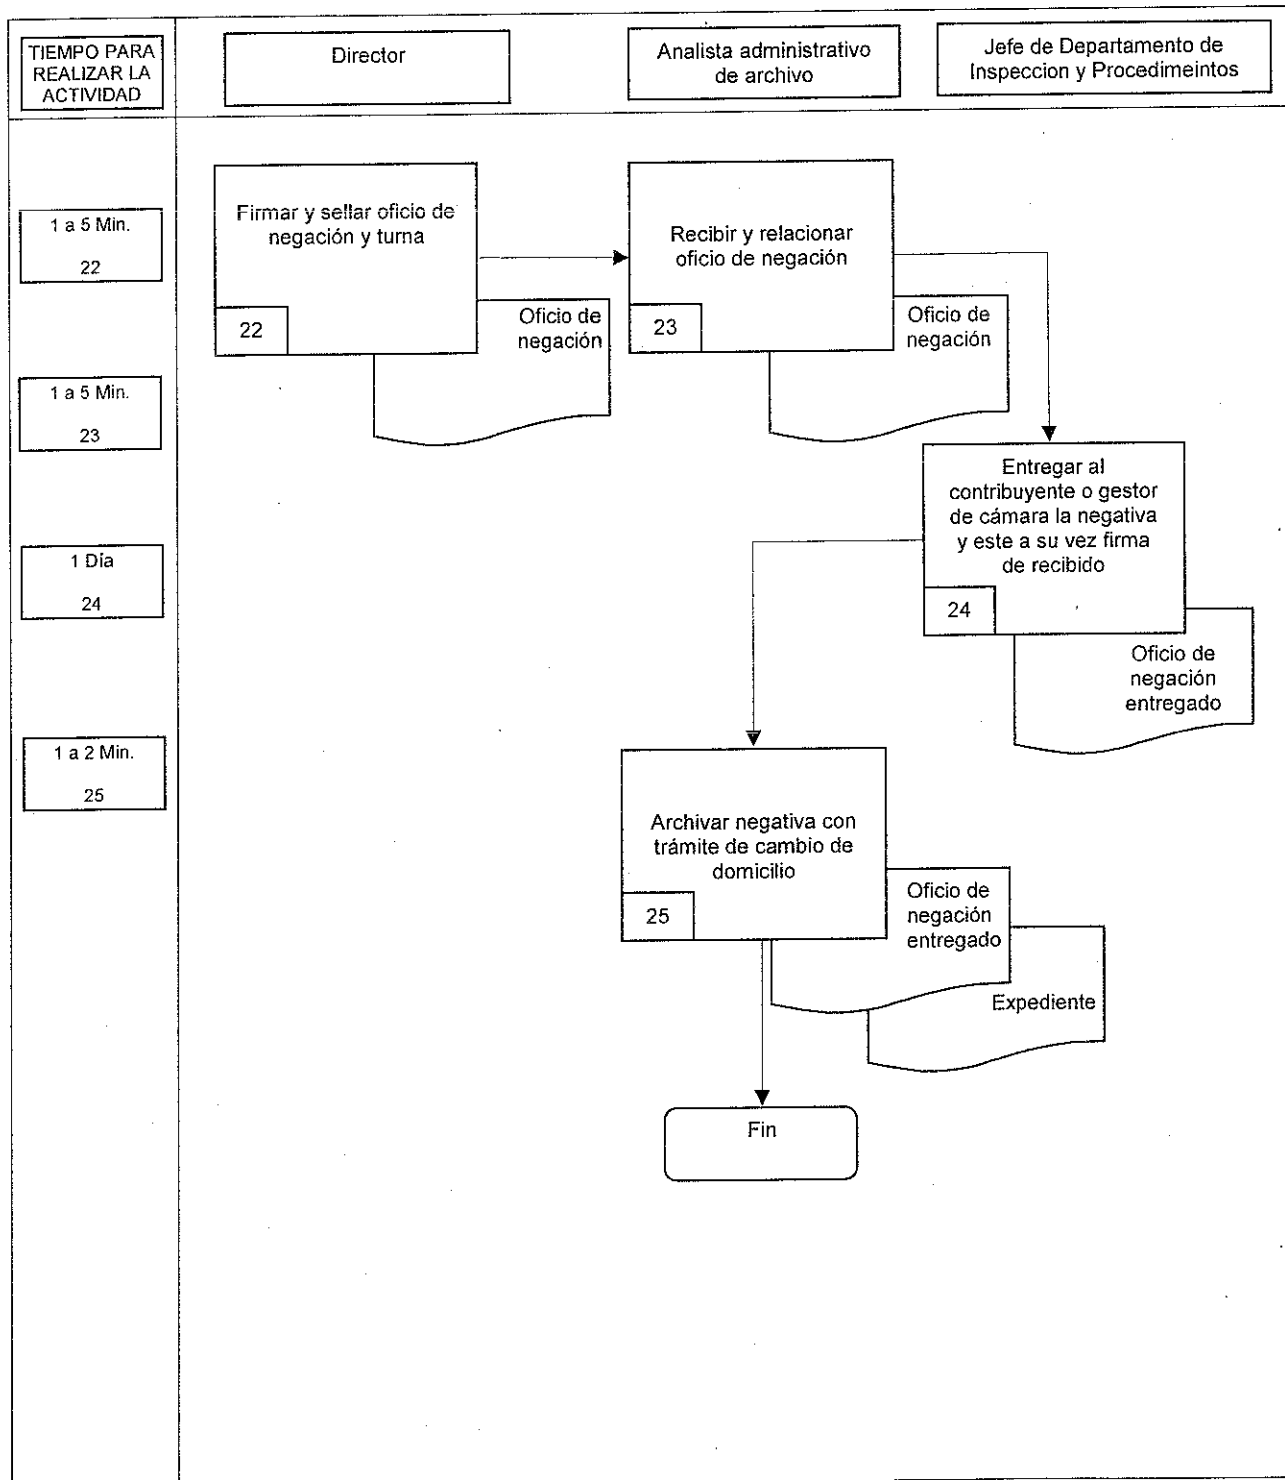 TIEMPO PARA
REALIZAR LA
ACTIVIDAD
Director
Analista administrativo
de archivo
Jefe de Departamento de
Inspeccion y Procedimeintos
1 a 5 Min.
22
Firmar y sellar oficio de
negación y turna
22
Oficio de
negación
Recibir y relacionar
oficio de negación
23
Oficio de
negación
1 a 5 Min.
23
Entregar al
contribuyente o gestor
de cámara la negativa
y este a su vez firma
de recibido
24
Oficio de
negación
entregado
1 Día
24
1 a 2 Min.
25
Archivar negativa con
trámite de cambio de
domicilio
25
Oficio de
negación
entregado
Expediente
Fin